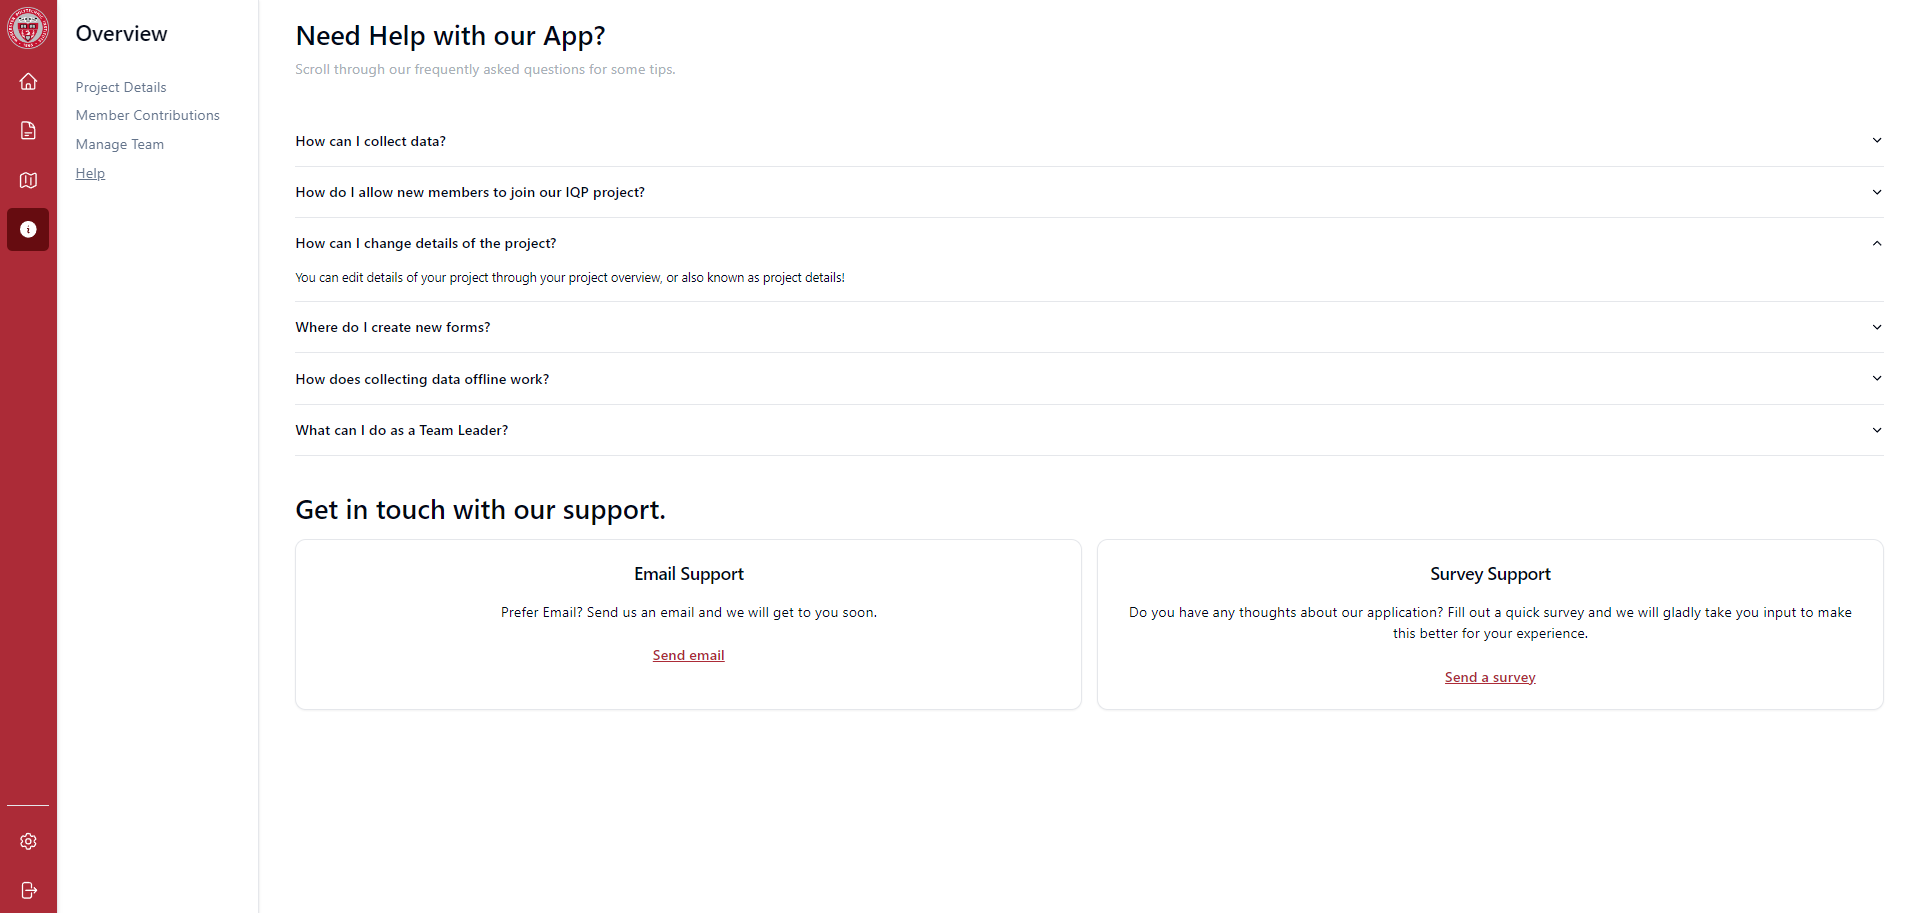 Overview
Project Details
Member Contributions
Manage Team
Help
Need Help with our App?
Scroll through our frequently asked questions for some tips.
How can I collect data?
How do I allow new members to join our IQP project?
How can I change details of the project?
You can edit details of your project through your project overview, or also known as project details!
Where do I create new forms?
How does collecting data offline work?
What can I do as a Team Leader?
Get in touch with our support.
Email Support
Prefer Email? Send us an email and we will get to you soon.
Send email
Survey Support
Do you have any thoughts about our application? Fill out a quick survey and we will gladly take you input to make
this better for your experience.
Send a survey